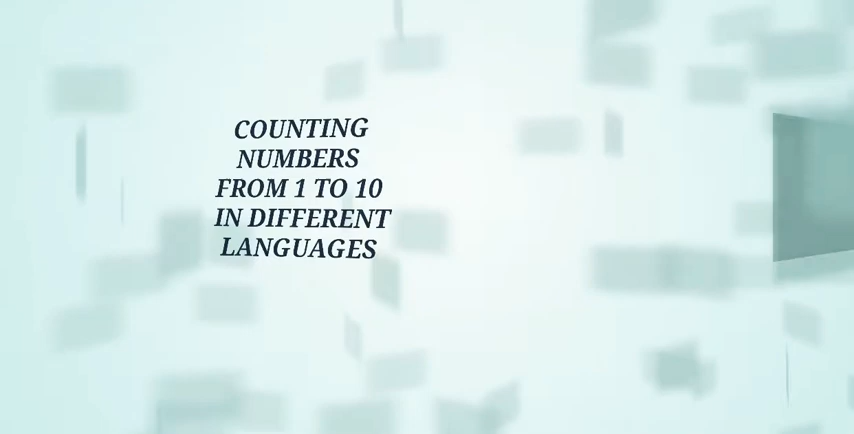 COUNTING
NUMBERS
FROM 1 TO 10
IN DIFFERENT
LANGUAGES